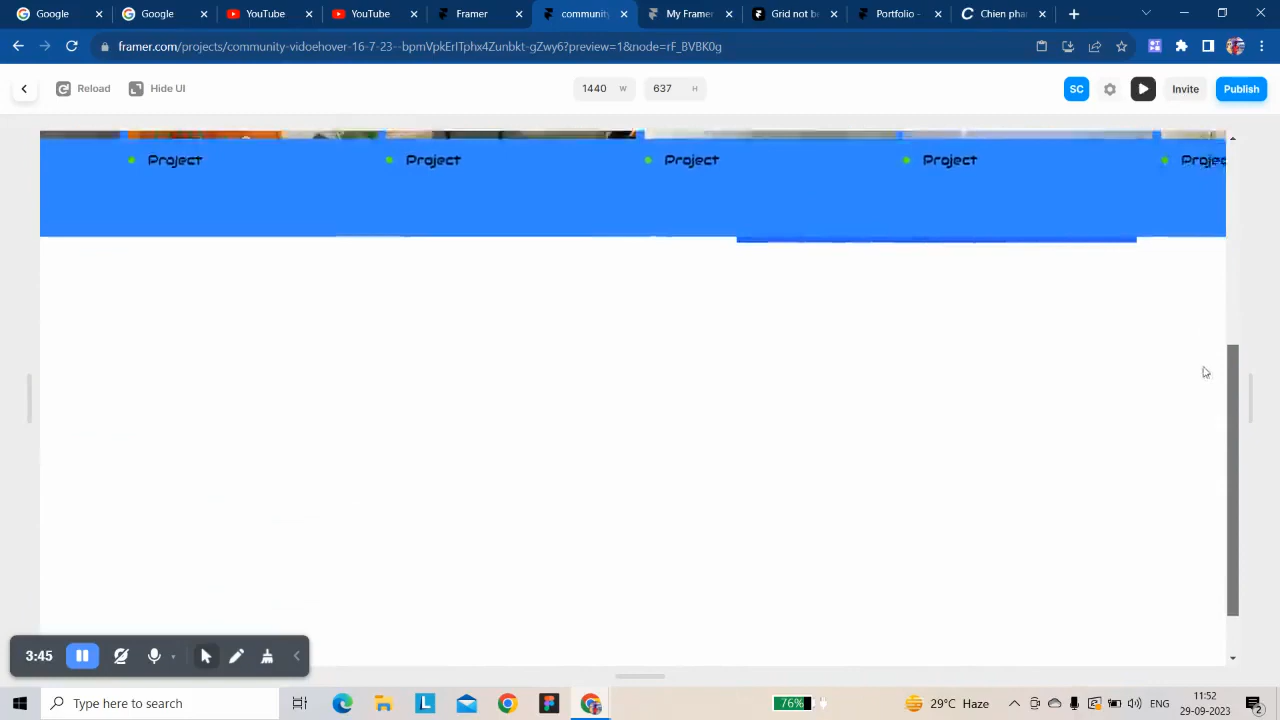 Google
Google
YouTube
YouTube
Framer
community
My Framer
Grid not b
Portfolio -
Chien phar
framer.com/projects/community-vidoehover-16-7-23--bpmVpkErlTphx4Zunbkt-gZwy6?preview=1&node=rF_BVBK0g
Reload
Hide UI
1440 W
637 H
SC
Invite
Publish
Project
Project
Project
Project
Projec
3:45
Type here to search
76%
29°C Haze
ENG
11:52
29-09-2023
2